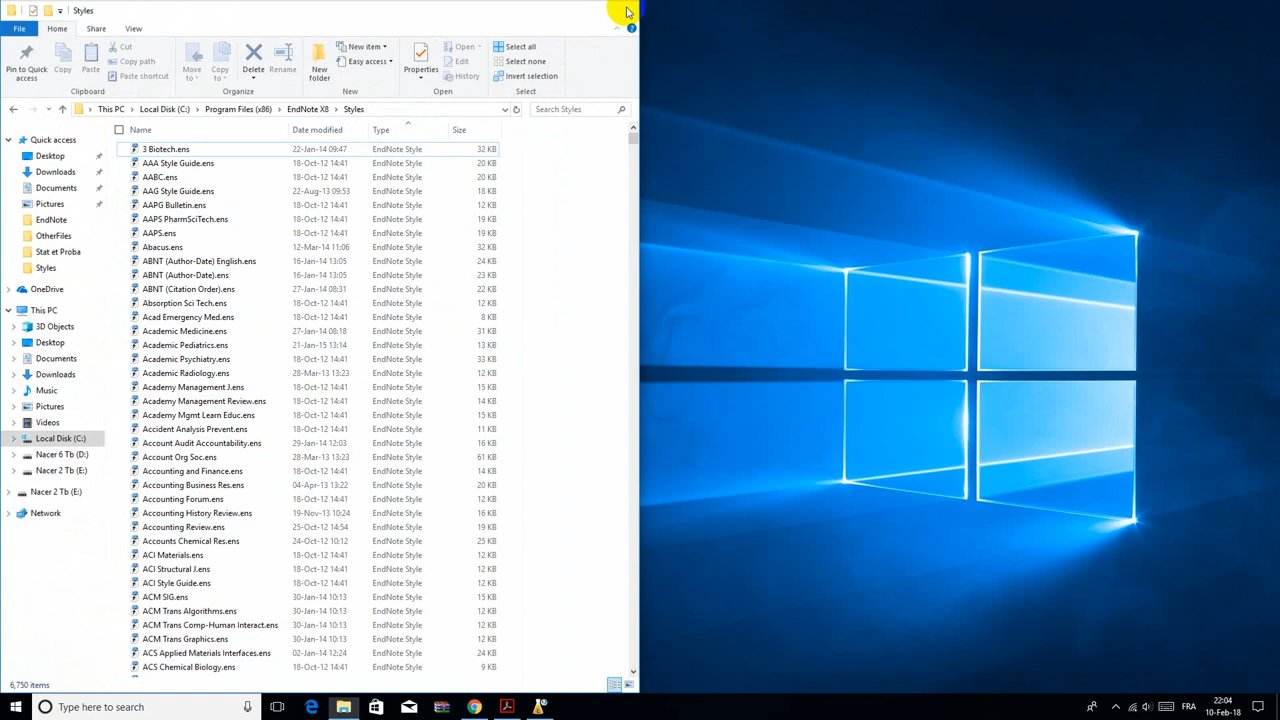 Styles
File Home Share View
Pin to Quick access
Copy
Paste
Cut
Copy path
Paste shortcut
Clipboard
Move to
Copy to
Delete
Rename
Organize
New folder
New item
Easy access
New
Properties
Open
Edit
History
Open
Select all
Select none
Invert selection
Select
This PC Local Disk (C:) Program Files (x86) EndNote X8 Styles
Search Styles
Quick access
Desktop
Downloads
Documents
Pictures
EndNote
OtherFiles
Stat et Proba
Styles
OneDrive
This PC
3D Objects
Desktop
Documents
Downloads
Music
Pictures
Videos
Local Disk (C:)
Nacer 6 Tb (D:)
Nacer 2 Tb (E:)
Nacer 2 Tb (E:)
Network
Name Date modified Type Size
3 Biotech.ens 22-Jan-14 09:47 EndNote Style 32 KB
AAA Style Guide.ens 18-Oct-12 14:41 EndNote Style 20 KB
AABC.ens 18-Oct-12 14:41 EndNote Style 20 KB
AAG Style Guide.ens 22-Aug-13 09:53 EndNote Style 18 KB
AAPG Bulletin.ens 18-Oct-12 14:41 EndNote Style 20 KB
AAPS PharmSciTech.ens 18-Oct-12 14:41 EndNote Style 19 KB
AAPS.ens 18-Oct-12 14:41 EndNote Style 19 KB
Abacus.ens 12-Mar-14 11:06 EndNote Style 32 KB
ABNT (Author-Date) English.ens 16-Jan-14 13:05 EndNote Style 24 KB
ABNT (Author-Date).ens 16-Jan-14 13:05 EndNote Style 23 KB
ABNT (Citation Order).ens 27-Jan-14 08:31 EndNote Style 22 KB
Absorption Sci Tech.ens 18-Oct-12 14:41 EndNote Style 12 KB
Acad Emergency Med.ens 18-Oct-12 14:41 EndNote Style 8 KB
Academic Medicine.ens 27-Jan-14 08:18 EndNote Style 31 KB
Academic Pediatrics.ens 21-Jan-15 13:14 EndNote Style 13 KB
Academic Psychiatry.ens 18-Oct-12 14:41 EndNote Style 33 KB
Academic Radiology.ens 28-Mar-13 13:23 EndNote Style 12 KB
Academy Management J.ens 18-Oct-12 14:41 EndNote Style 15 KB
Academy Management Review.ens 18-Oct-12 14:41 EndNote Style 14 KB
Academy Mgmt Learn Educ.ens 18-Oct-12 14:41 EndNote Style 15 KB
Accident Analysis Prevent.ens 18-Oct-12 14:41 EndNote Style 11 KB
Account Audit Accountability.ens 29-Jan-14 12:03 EndNote Style 16 KB
Account Org Soc.ens 28-Mar-13 13:23 EndNote Style 61 KB
Accounting and Finance.ens 18-Oct-12 14:41 EndNote Style 14 KB
Accounting Business Res.ens 04-Apr-13 13:22 EndNote Style 20 KB
Accounting Forum.ens 18-Oct-12 14:41 EndNote Style 12 KB
Accounting History Review.ens 19-Nov-13 10:24 EndNote Style 16 KB
Accounting Review.ens 25-Oct-12 14:54 EndNote Style 19 KB
Accounts Chemical Res.ens 24-Oct-12 10:12 EndNote Style 25 KB
ACI Materials.ens 18-Oct-12 14:41 EndNote Style 12 KB
ACI Structural J.ens 18-Oct-12 14:41 EndNote Style 12 KB
ACI Style Guide.ens 18-Oct-12 14:41 EndNote Style 12 KB
ACM SIG.ens 30-Jan-14 10:13 EndNote Style 15 KB
ACM Trans Algorithms.ens 30-Jan-14 10:13 EndNote Style 12 KB
ACM Trans Comp-Human Interact.ens 30-Jan-14 10:13 EndNote Style 12 KB
ACM Trans Graphics.ens 30-Jan-14 10:13 EndNote Style 12 KB
ACS Applied Materials Interfaces.ens 02-Jan-14 12:24 EndNote Style 24 KB
ACS Chemical Biology.ens 18-Oct-12 14:41 EndNote Style 9 KB
6,750 items
Type here to search
FR
22:04
10-Feb-18